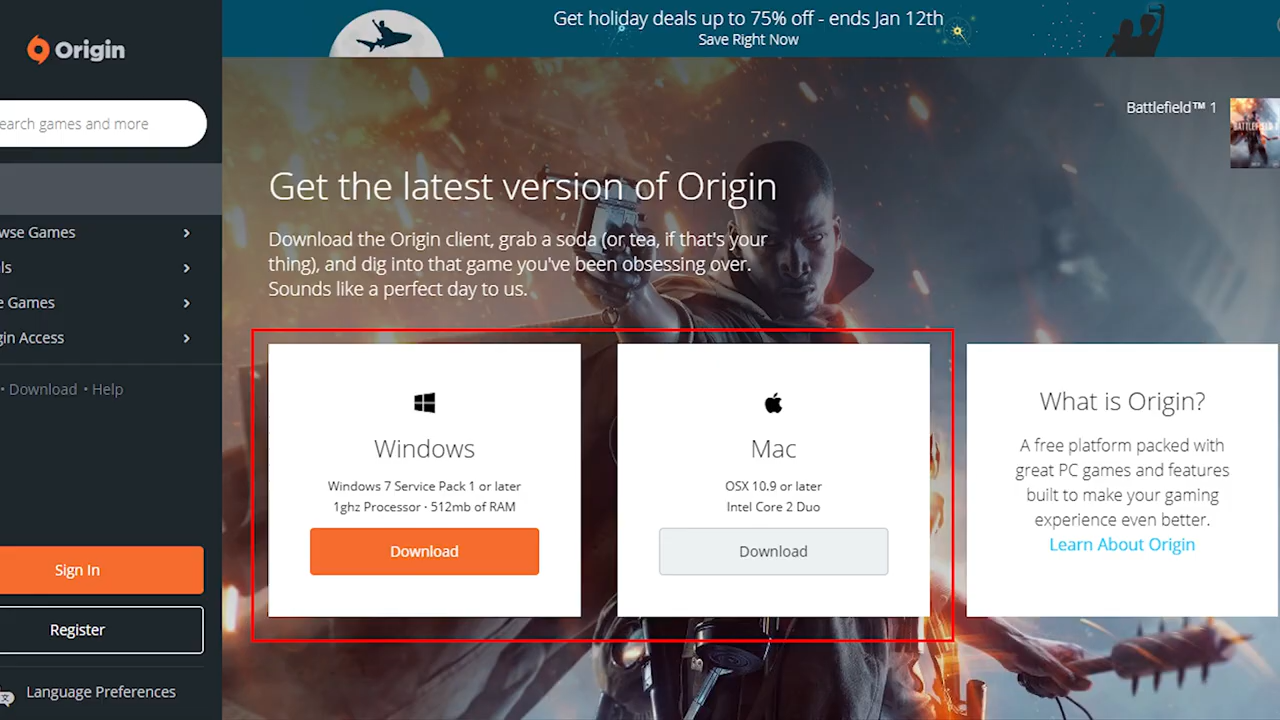 Get holiday deals up to 75% off - ends Jan 12th
Save Right Now
Origin
earch games and more
wse Games
ls
e Games
gin Access
• Download • Help
Sign In
Register
Language Preferences
Battlefield™ 1
Get the latest version of Origin
Download the Origin client, grab a soda (or tea, if that's your
thing), and dig into that game you've been obsessing over.
Sounds like a perfect day to us.
Windows
Windows 7 Service Pack 1 or later
1ghz Processor · 512mb of RAM
Download
Mac
OSX 10.9 or later
Intel Core 2 Duo
Download
What is Origin?
A free platform packed with
great PC games and features
built to make your gaming
experience even better.
Learn About Origin